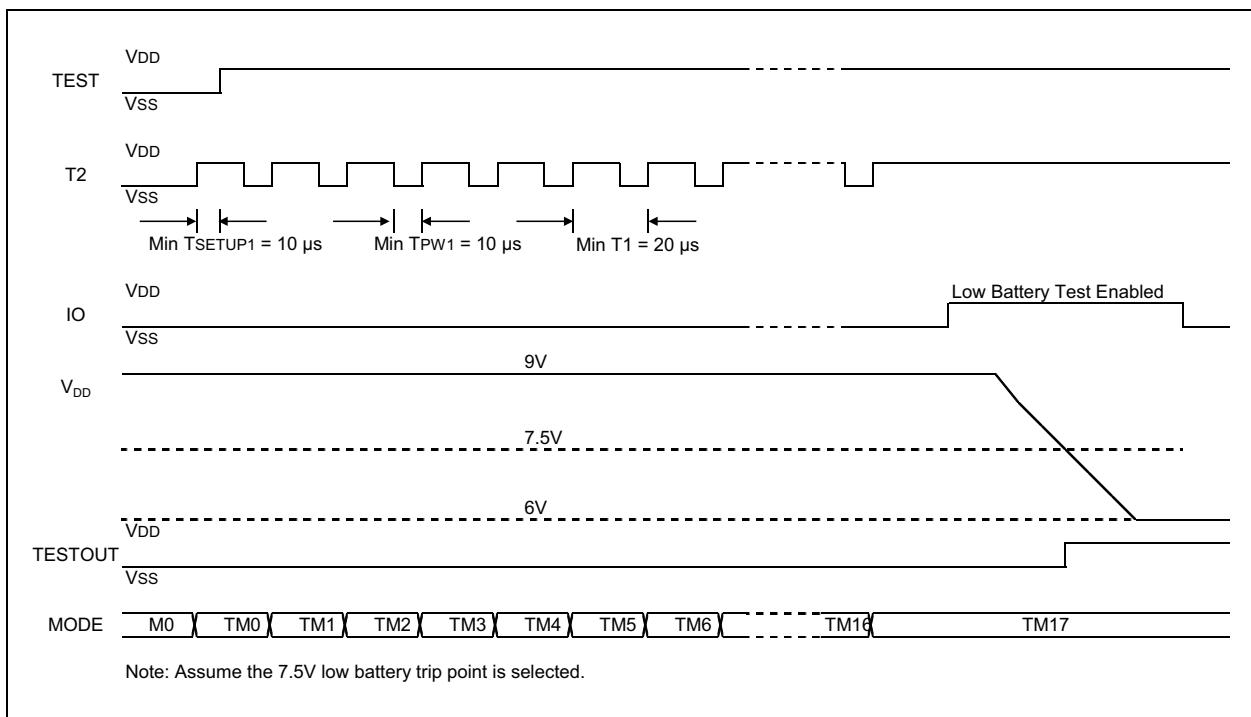 VDD
TEST
VSS
VDD
T2
VSS
Min TSETUP1 = 10 µs
Min TPW1 = 10 µs
Min T1 = 20 µs
VDD
Low Battery Test Enabled
IO
VSS
9V
VDD
7.5V
6V
VDD
TESTOUT
VSS
MODE M0 TM0 TM1 TM2 TM3 TM4 TM5 TM6 TM16 TM17
Note: Assume the 7.5V low battery trip point is selected.